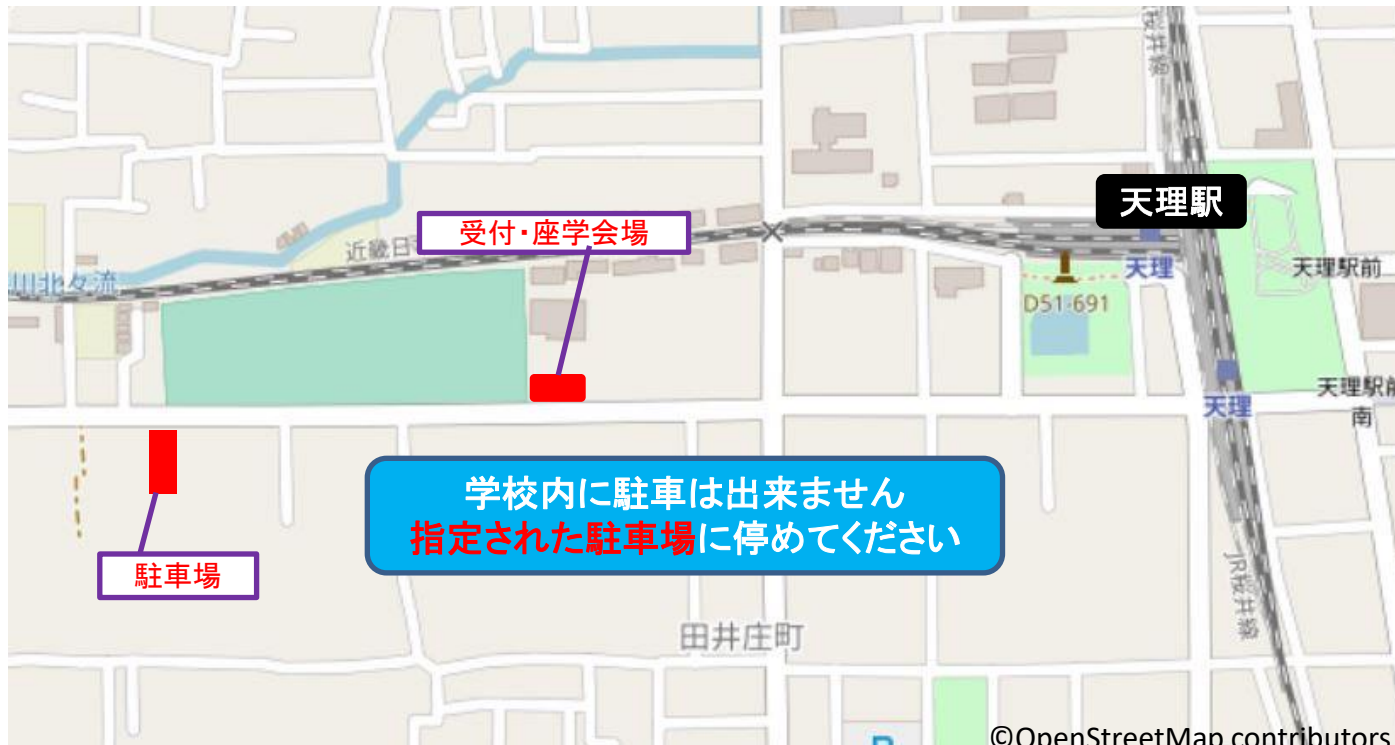 桜井線
天理駅
受付・座学会場
近畿日
天理
天理駅前
川北々流
D51-691
天理駅前
南
天理
学校内に駐車は出来ません
指定された駐車場に停めてください
駐車場
JR桜井線
田井庄町
P
©OpenStreetMap contributors